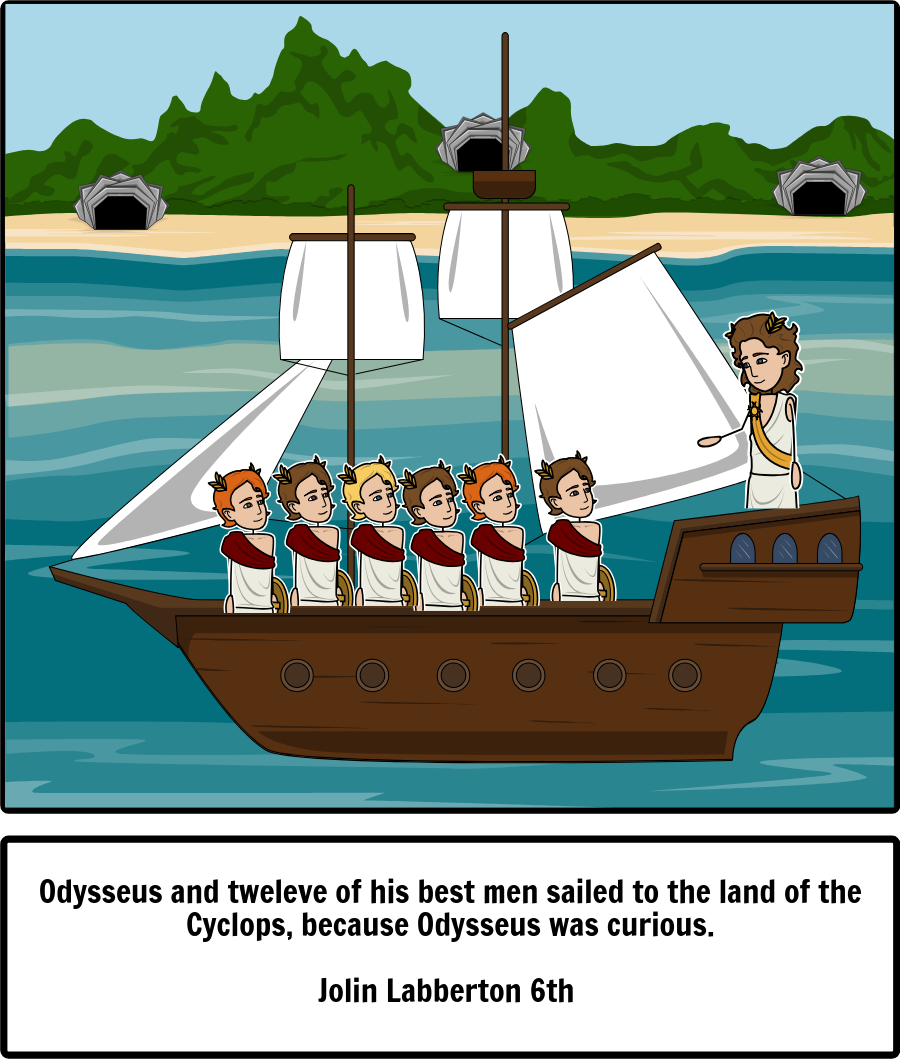 Odysseus and tweleve of his best men sailed to the land of the
Cyclops, because Odysseus was curious.
Jolin Labberton 6th